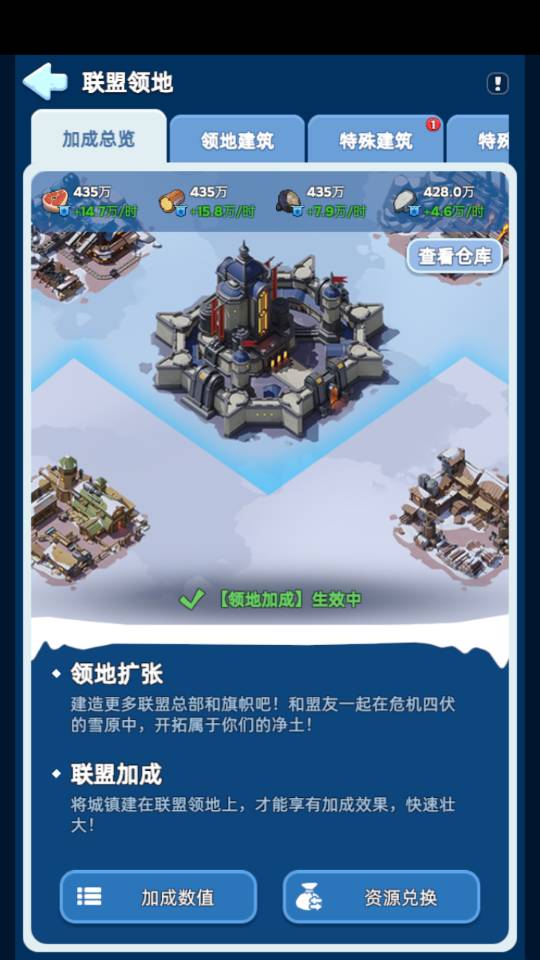 联盟领地
加成总览
领地建筑
特殊建筑
1
特殊
435万
+14.7万/时
435万
+15.8万/时
435万
+7.9万/时
428.0万
+4.6万/时
查看仓库
【领地加成】生效中
领地扩张
建造更多联盟总部和旗帜吧！和盟友一起在危机四伏
的雪原中，开拓属于你们的净土！
联盟加成
将城镇建在联盟领地上，才能享有加成效果，快速壮
大！
加成数值
资源兑换